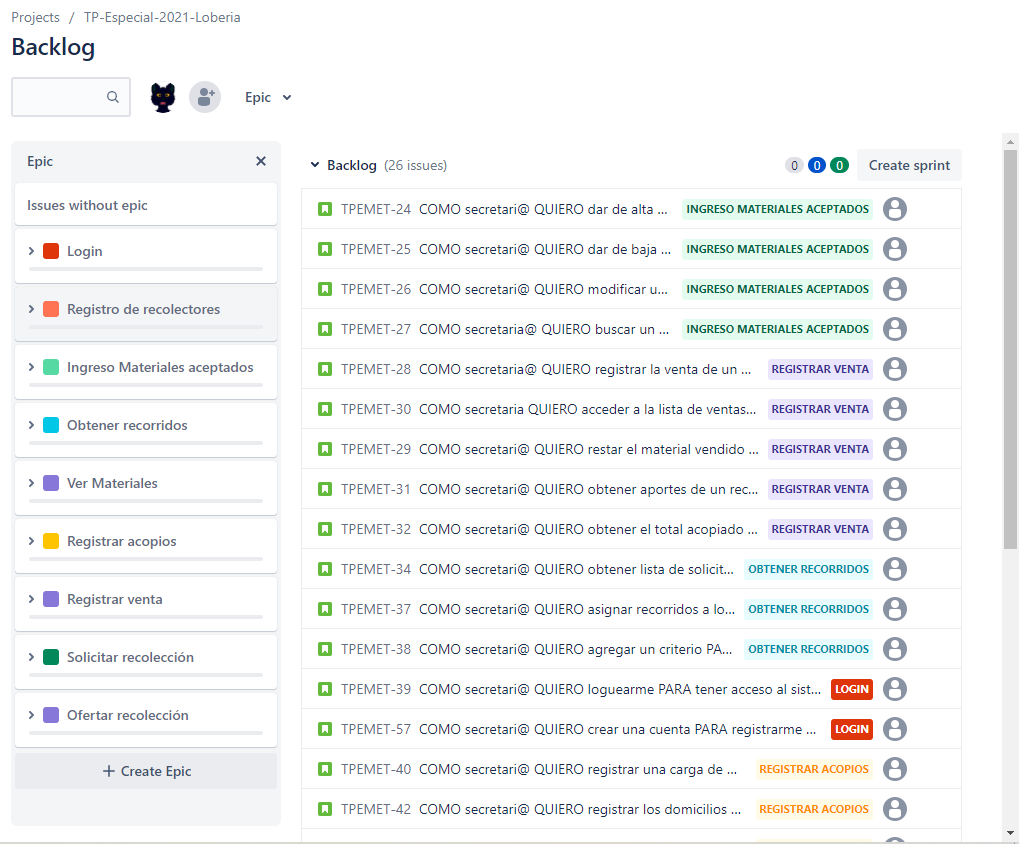 Projects / TP-Especial-2021-Loberia
Backlog
Epic
Epic
Issues without epic
Login
Registro de recolectores
Ingreso Materiales aceptados
Obtener recorridos
Ver Materiales
Registrar acopios
Registrar venta
Solicitar recolección
Ofertar recolección
+ Create Epic
Backlog (26 issues) 0 0 0 Create sprint
TPEMET-24 COMO secretari@ QUIERO dar de alta ... INGRESO MATERIALES ACEPTADOS
TPEMET-25 COMO secretari@ QUIERO dar de baja ... INGRESO MATERIALES ACEPTADOS
TPEMET-26 COMO secretari@ QUIERO modificar u... INGRESO MATERIALES ACEPTADOS
TPEMET-27 COMO secretaria@ QUIERO buscar un ... INGRESO MATERIALES ACEPTADOS
TPEMET-28 COMO secretaria@ QUIERO registrar la venta de un ... REGISTRAR VENTA
TPEMET-30 COMO secretaria QUIERO acceder a la lista de ventas... REGISTRAR VENTA
TPEMET-29 COMO secretari@ QUIERO restar el material vendido ... REGISTRAR VENTA
TPEMET-31 COMO secretari@ QUIERO obtener aportes de un rec... REGISTRAR VENTA
TPEMET-32 COMO secretari@ QUIERO obtener el total acopiado ... REGISTRAR VENTA
TPEMET-34 COMO secretari@ QUIERO obtener lista de solicit... OBTENER RECORRIDOS
TPEMET-37 COMO secretari@ QUIERO asignar recorridos a lo... OBTENER RECORRIDOS
TPEMET-38 COMO secretari@ QUIERO agregar un criterio PA... OBTENER RECORRIDOS
TPEMET-39 COMO secretari@ QUIERO loguearme PARA tener acceso al sist... LOGIN
TPEMET-57 COMO secretari@ QUIERO crear una cuenta PARA registrarme ... LOGIN
TPEMET-40 COMO secretari@ QUIERO registrar una carga de ... REGISTRAR ACOPIOS
TPEMET-42 COMO secretari@ QUIERO registrar los domicilios ... REGISTRAR ACOPIOS